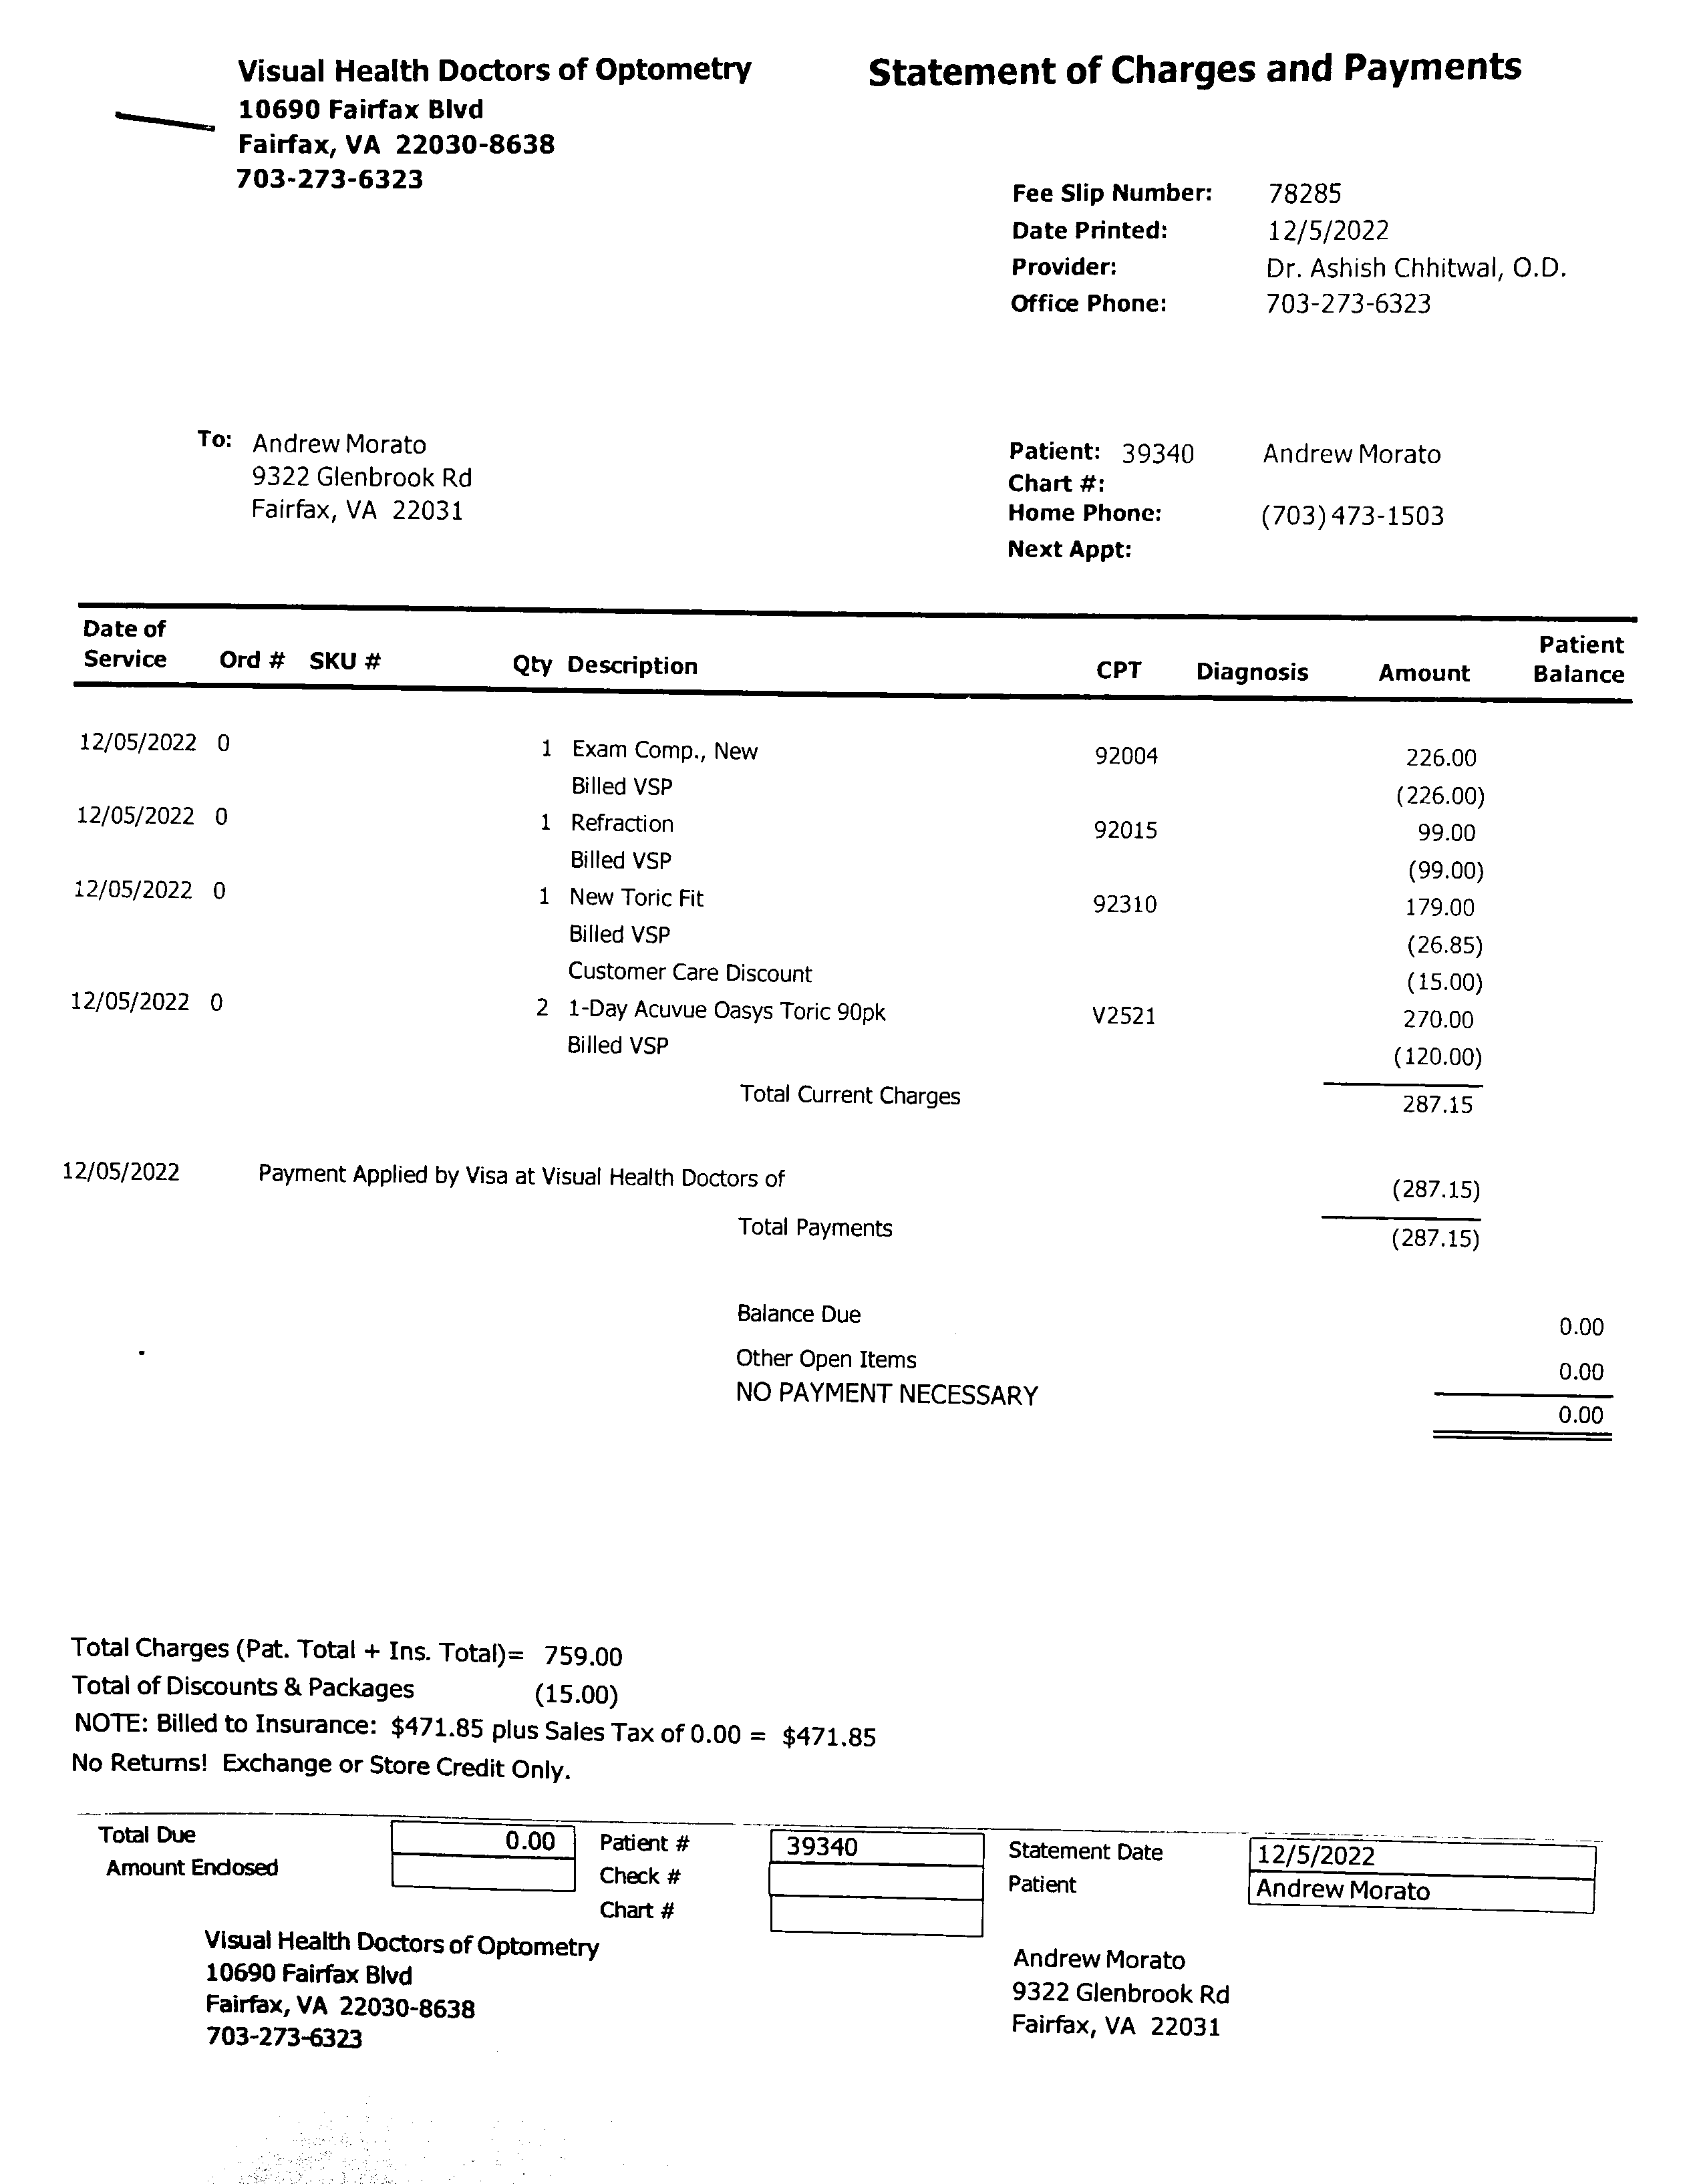 Visual Health Doctors of Optometry
10690 Fairfax Blvd
Fairfax, VA 22030-8638
703-273-6323
Statement of Charges and Payments
Fee Slip Number: 78285
Date Printed: 12/5/2022
Provider: Dr. Ashish Chhitwal, O.D.
Office Phone: 703-273-6323
To: Andrew Morato
9322 Glenbrook Rd
Fairfax, VA 22031
Patient: 39340 Andrew Morato
Chart #:
Home Phone: (703) 473-1503
Next Appt:
Date of Service Ord # SKU # Qty Description CPT Diagnosis Amount Patient Balance
12/05/2022 0 1 Exam Comp., New 92004 226.00
Billed VSP (226.00)
12/05/2022 0 1 Refraction 92015 99.00
Billed VSP (99.00)
12/05/2022 0 1 New Toric Fit 92310 179.00
Billed VSP (26.85)
Customer Care Discount (15.00)
12/05/2022 0 2 1-Day Acuvue Oasys Toric 90pk V2521 270.00
Billed VSP (120.00)
Total Current Charges 287.15
12/05/2022 Payment Applied by Visa at Visual Health Doctors of (287.15)
Total Payments (287.15)
Balance Due 0.00
Other Open Items 0.00
NO PAYMENT NECESSARY 0.00
Total Charges (Pat. Total + Ins. Total)= 759.00
Total of Discounts & Packages (15.00)
NOTE: Billed to Insurance: $471.85 plus Sales Tax of 0.00 = $471.85
No Returns! Exchange or Store Credit Only.
Total Due 0.00 Patient # 39340 Statement Date 12/5/2022
Amount Enclosed Check # Patient Andrew Morato
Chart #
Visual Health Doctors of Optometry
10690 Fairfax Blvd
Fairfax, VA 22030-8638
703-273-6323
Andrew Morato
9322 Glenbrook Rd
Fairfax, VA 22031